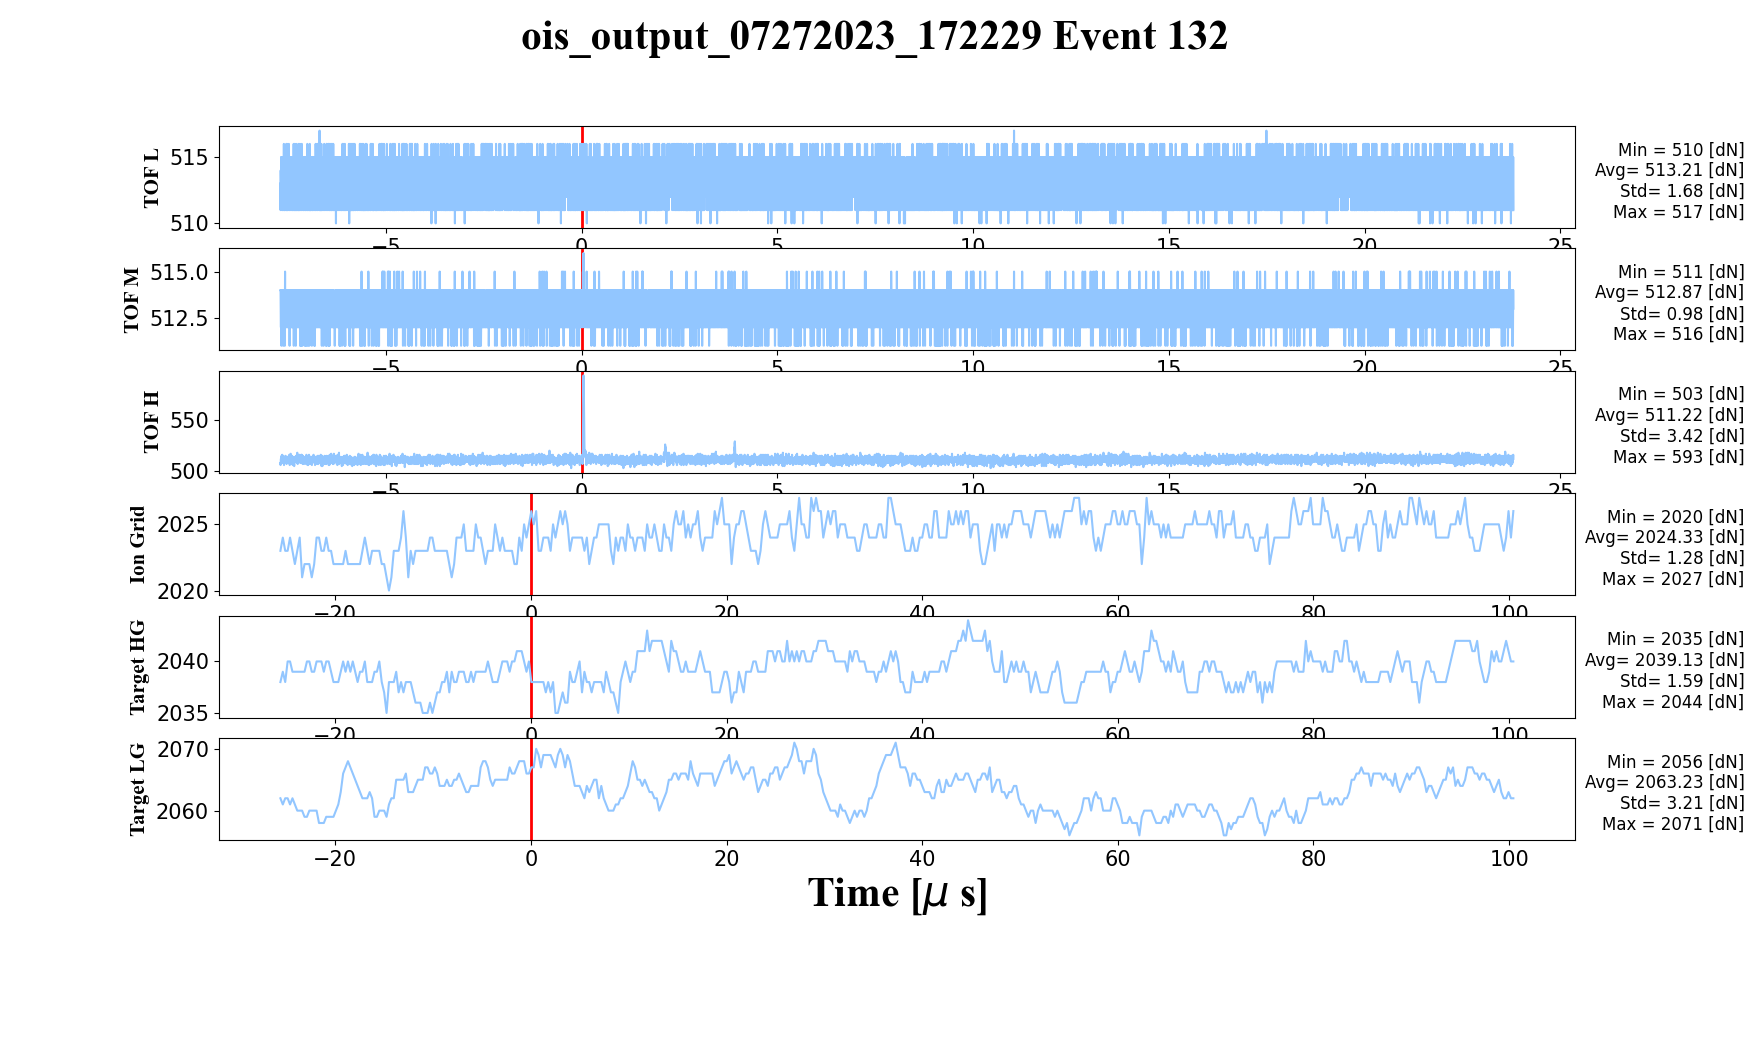 ois_output_07272023_172229 Event 132
TOF L
515
510
−5 0 5 10 15 20 25
Min = 510 [dN]
Avg= 513.21 [dN]
Std= 1.68 [dN]
Max = 517 [dN]
TOF M
515.0
512.5
−5 0 5 10 15 20 25
Min = 511 [dN]
Avg= 512.87 [dN]
Std= 0.98 [dN]
Max = 516 [dN]
TOF H
550
500
−5 0 5 10 15 20 25
Min = 503 [dN]
Avg= 511.22 [dN]
Std= 3.42 [dN]
Max = 593 [dN]
Ion Grid
2025
2020
−20 0 20 40 60 80 100
Min = 2020 [dN]
Avg= 2024.33 [dN]
Std= 1.28 [dN]
Max = 2027 [dN]
Target HG
2040
2035
−20 0 20 40 60 80 100
Min = 2035 [dN]
Avg= 2039.13 [dN]
Std= 1.59 [dN]
Max = 2044 [dN]
Target LG
2070
2060
−20 0 20 40 60 80 100
Min = 2056 [dN]
Avg= 2063.23 [dN]
Std= 3.21 [dN]
Max = 2071 [dN]
Time [μ s]